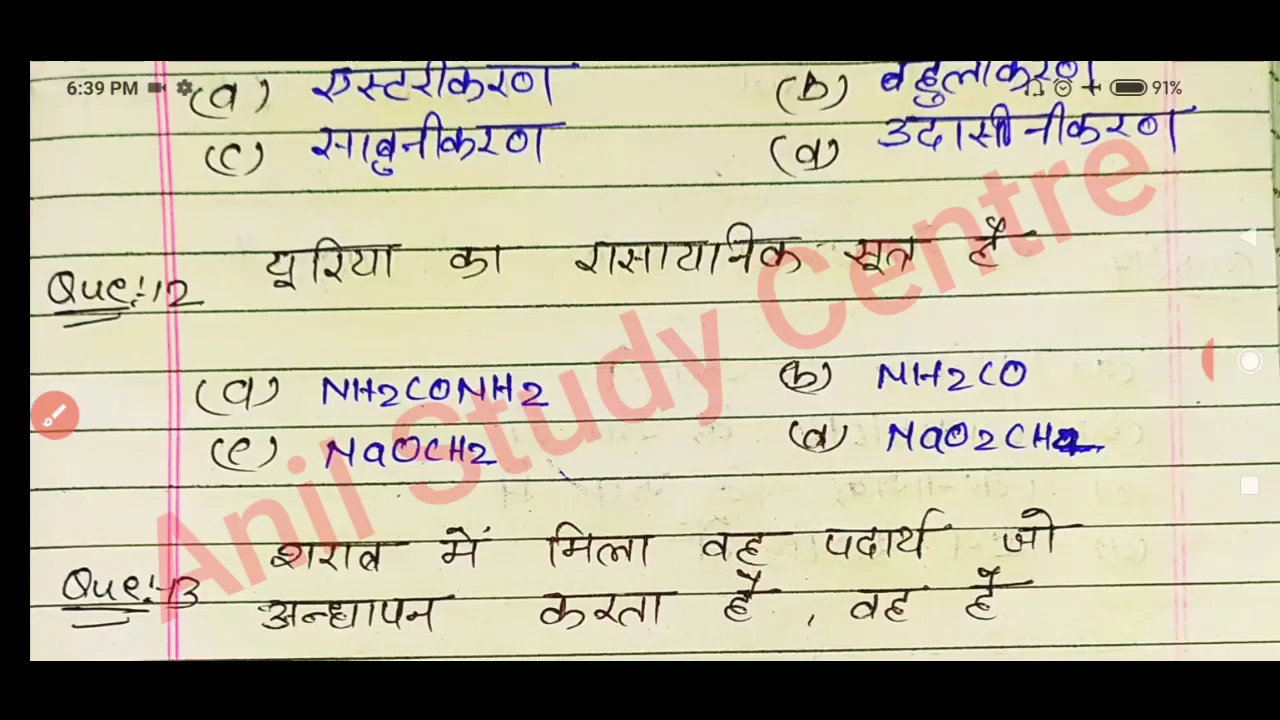 6:39 PM 91%
(a) एस्टरीकरण (b) बहुलीकरण
(c) साबुनीकरण (d) उदासीनीकरण
Que:-12 यूरिया का रासायनिक सूत्र है
(a) NH2CONH2 (b) NH2CO
(c) NaOCH2 (d) NaO2CH2
Que:-13 शराब में मिला वह पदार्थ जो
अन्धापन करता है , वह है
Anil Study Centre